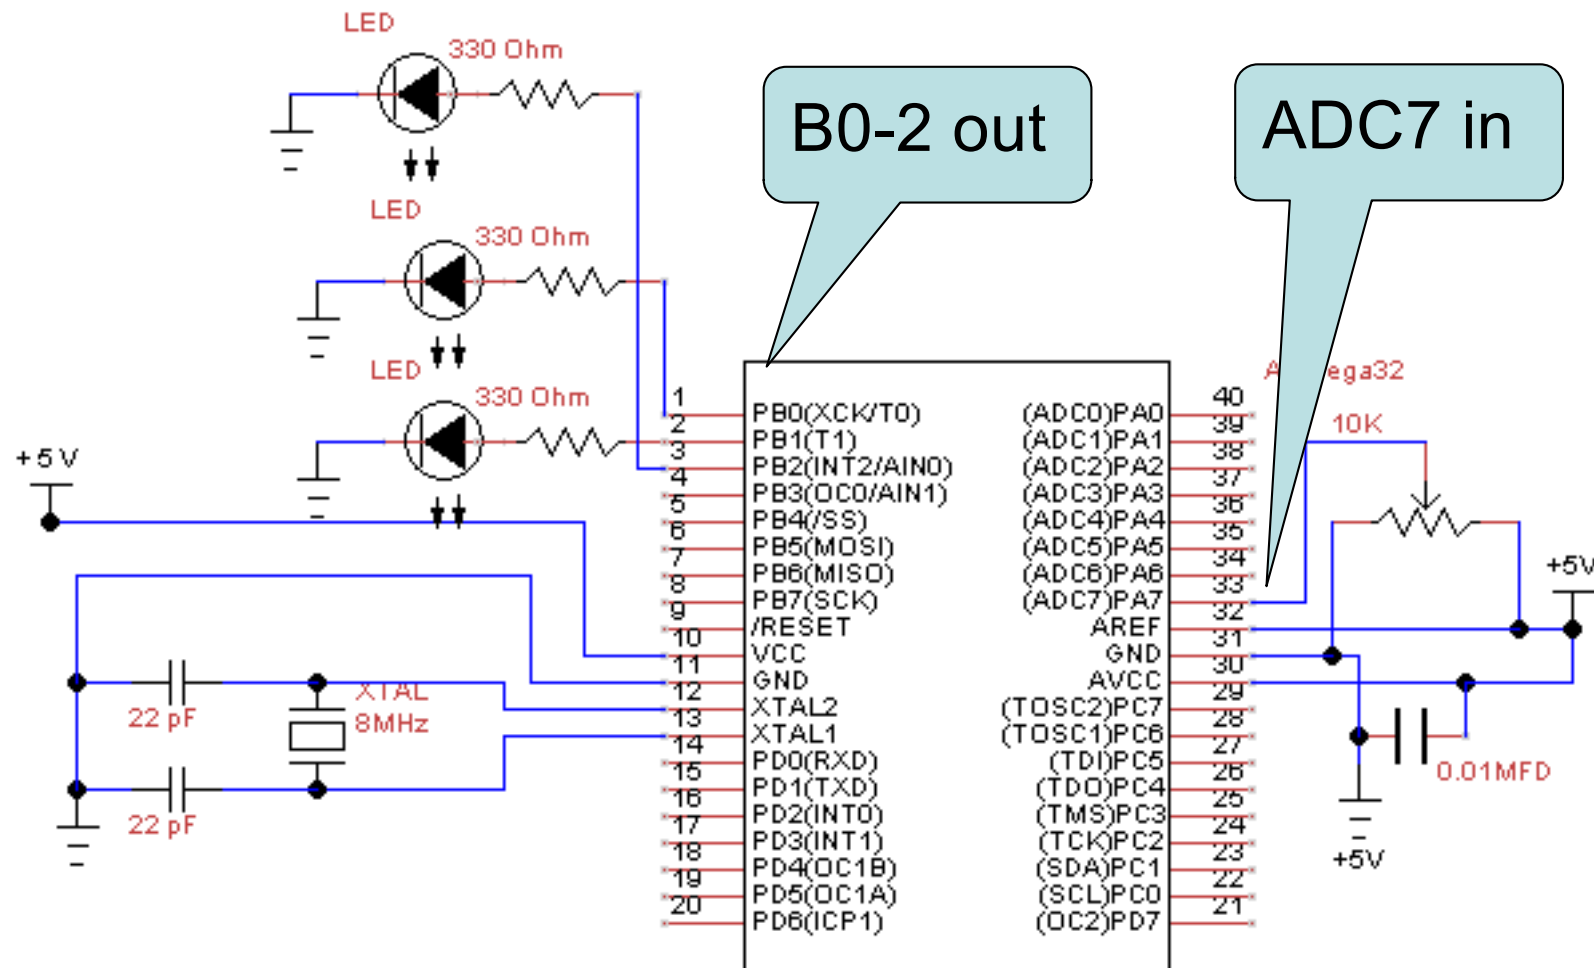 LED
330 Ohm
B0-2 out
ADC7 in
LED
330 Ohm
LED
330 Ohm
ega32
10K
+5V
+5V
1
2
3
4
5
6
7
8
9
10
11
12
13
14
15
16
17
18
19
20
PB0(XCK/T0)
PB1(T1)
PB2(INT2/AIN0)
PB3(OC0/AIN1)
PB4(/SS)
PB5(MOSI)
PB6(MISO)
PB7(SCK)
/RESET
VCC
GND
XTAL2
XTAL1
PD0(RXD)
PD1(TXD)
PD2(INT0)
PD3(INT1)
PD4(OC1B)
PD5(OC1A)
PD6(ICP1)
(ADC0)PA0
(ADC1)PA1
(ADC2)PA2
(ADC3)PA3
(ADC4)PA4
(ADC5)PA5
(ADC6)PA6
(ADC7)PA7
AREF
GND
AVCC
(TOSC2)PC7
(TOSC1)PC6
(TDI)PC5
(TDO)PC4
(TMS)PC3
(TCK)PC2
(SDA)PC1
(SCL)PC0
(OC2)PD7
40
39
38
37
36
35
34
33
32
31
30
29
28
27
26
25
24
23
22
21
XTAL
8MHz
22 pF
22 pF
0.01MFD
+5V